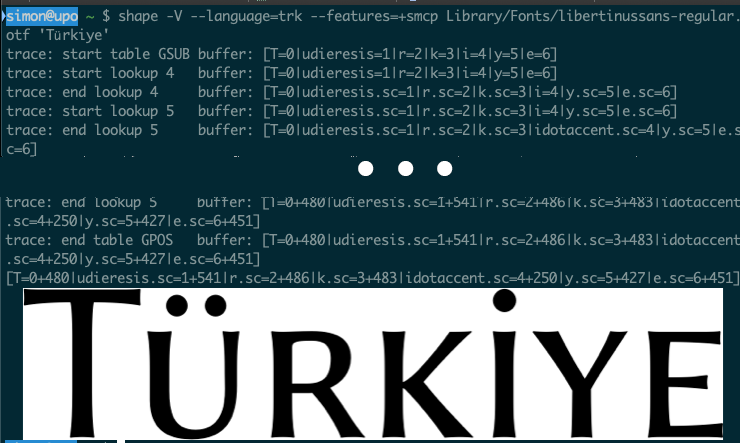 simon@upo ~ $ shape -V --language=trk --features=+smcp Library/Fonts/libertinussans-regular.
otf 'Türkiye'
trace: start table GSUB buffer: [T=0|udieresis=1|r=2|k=3|i=4|y=5|e=6]
trace: start lookup 4   buffer: [T=0|udieresis=1|r=2|k=3|i=4|y=5|e=6]
trace: end lookup 4     buffer: [T=0|udieresis.sc=1|r.sc=2|k.sc=3|i=4|y.sc=5|e.sc=6]
trace: start lookup 5   buffer: [T=0|udieresis.sc=1|r.sc=2|k.sc=3|i=4|y.sc=5|e.sc=6]
trace: end lookup 5     buffer: [T=0|udieresis.sc=1|r.sc=2|k.sc=3|idotaccent.sc=4|y.sc=5|e.s
c=6]
trace: end lookup 5     buffer: [T=0+480|udieresis.sc=1+541|r.sc=2+486|k.sc=3+483|idotaccent
.sc=4+250|y.sc=5+427|e.sc=6+451]
trace: end table GPOS   buffer: [T=0+480|udieresis.sc=1+541|r.sc=2+486|k.sc=3+483|idotaccent
.sc=4+250|y.sc=5+427|e.sc=6+451]
[T=0+480|udieresis.sc=1+541|r.sc=2+486|k.sc=3+483|idotaccent.sc=4+250|y.sc=5+427|e.sc=6+451]
TÜRKİYE